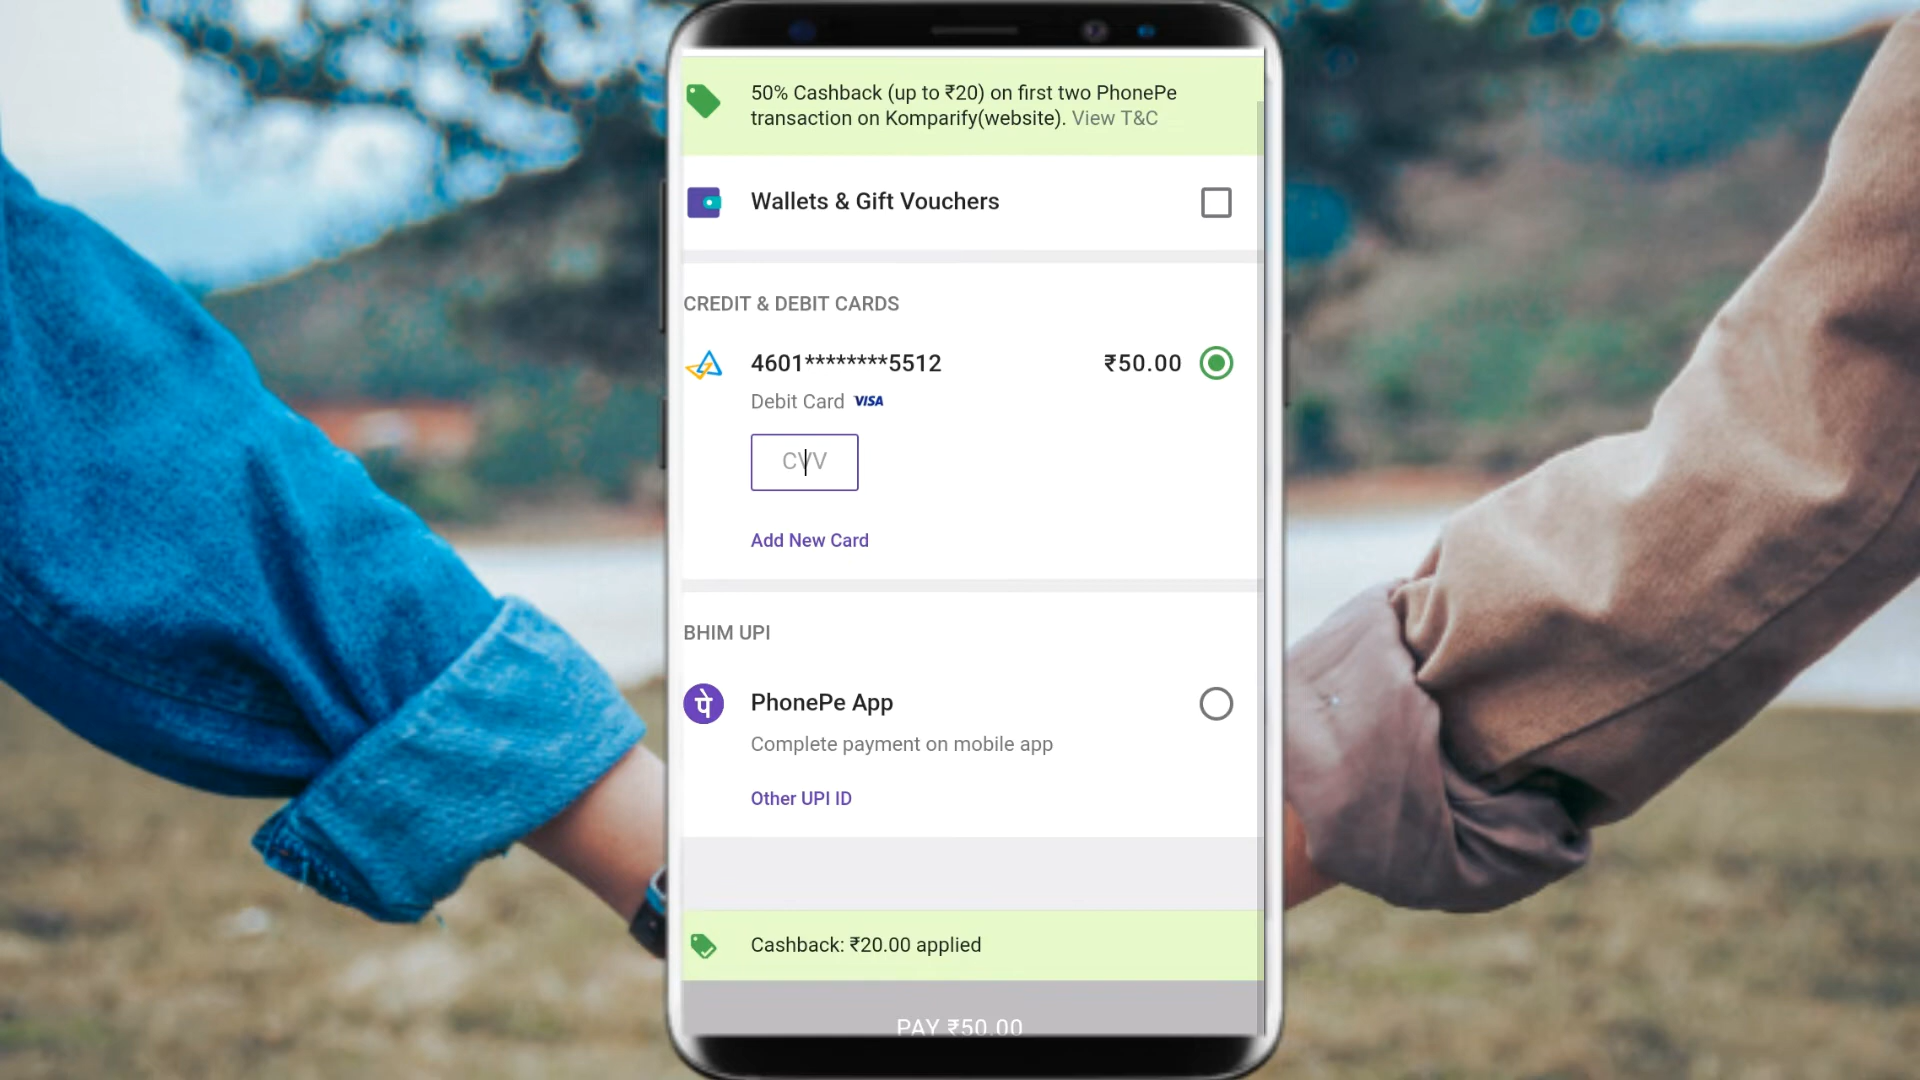 50% Cashback (up to ₹20) on first two PhonePe
transaction on Komparify(website). View T&C
Wallets & Gift Vouchers
CREDIT & DEBIT CARDS
4601********5512 ₹50.00
Debit Card VISA
CVV
Add New Card
BHIM UPI
पे PhonePe App
Complete payment on mobile app
Other UPI ID
Cashback: ₹20.00 applied
PAY ₹50.00